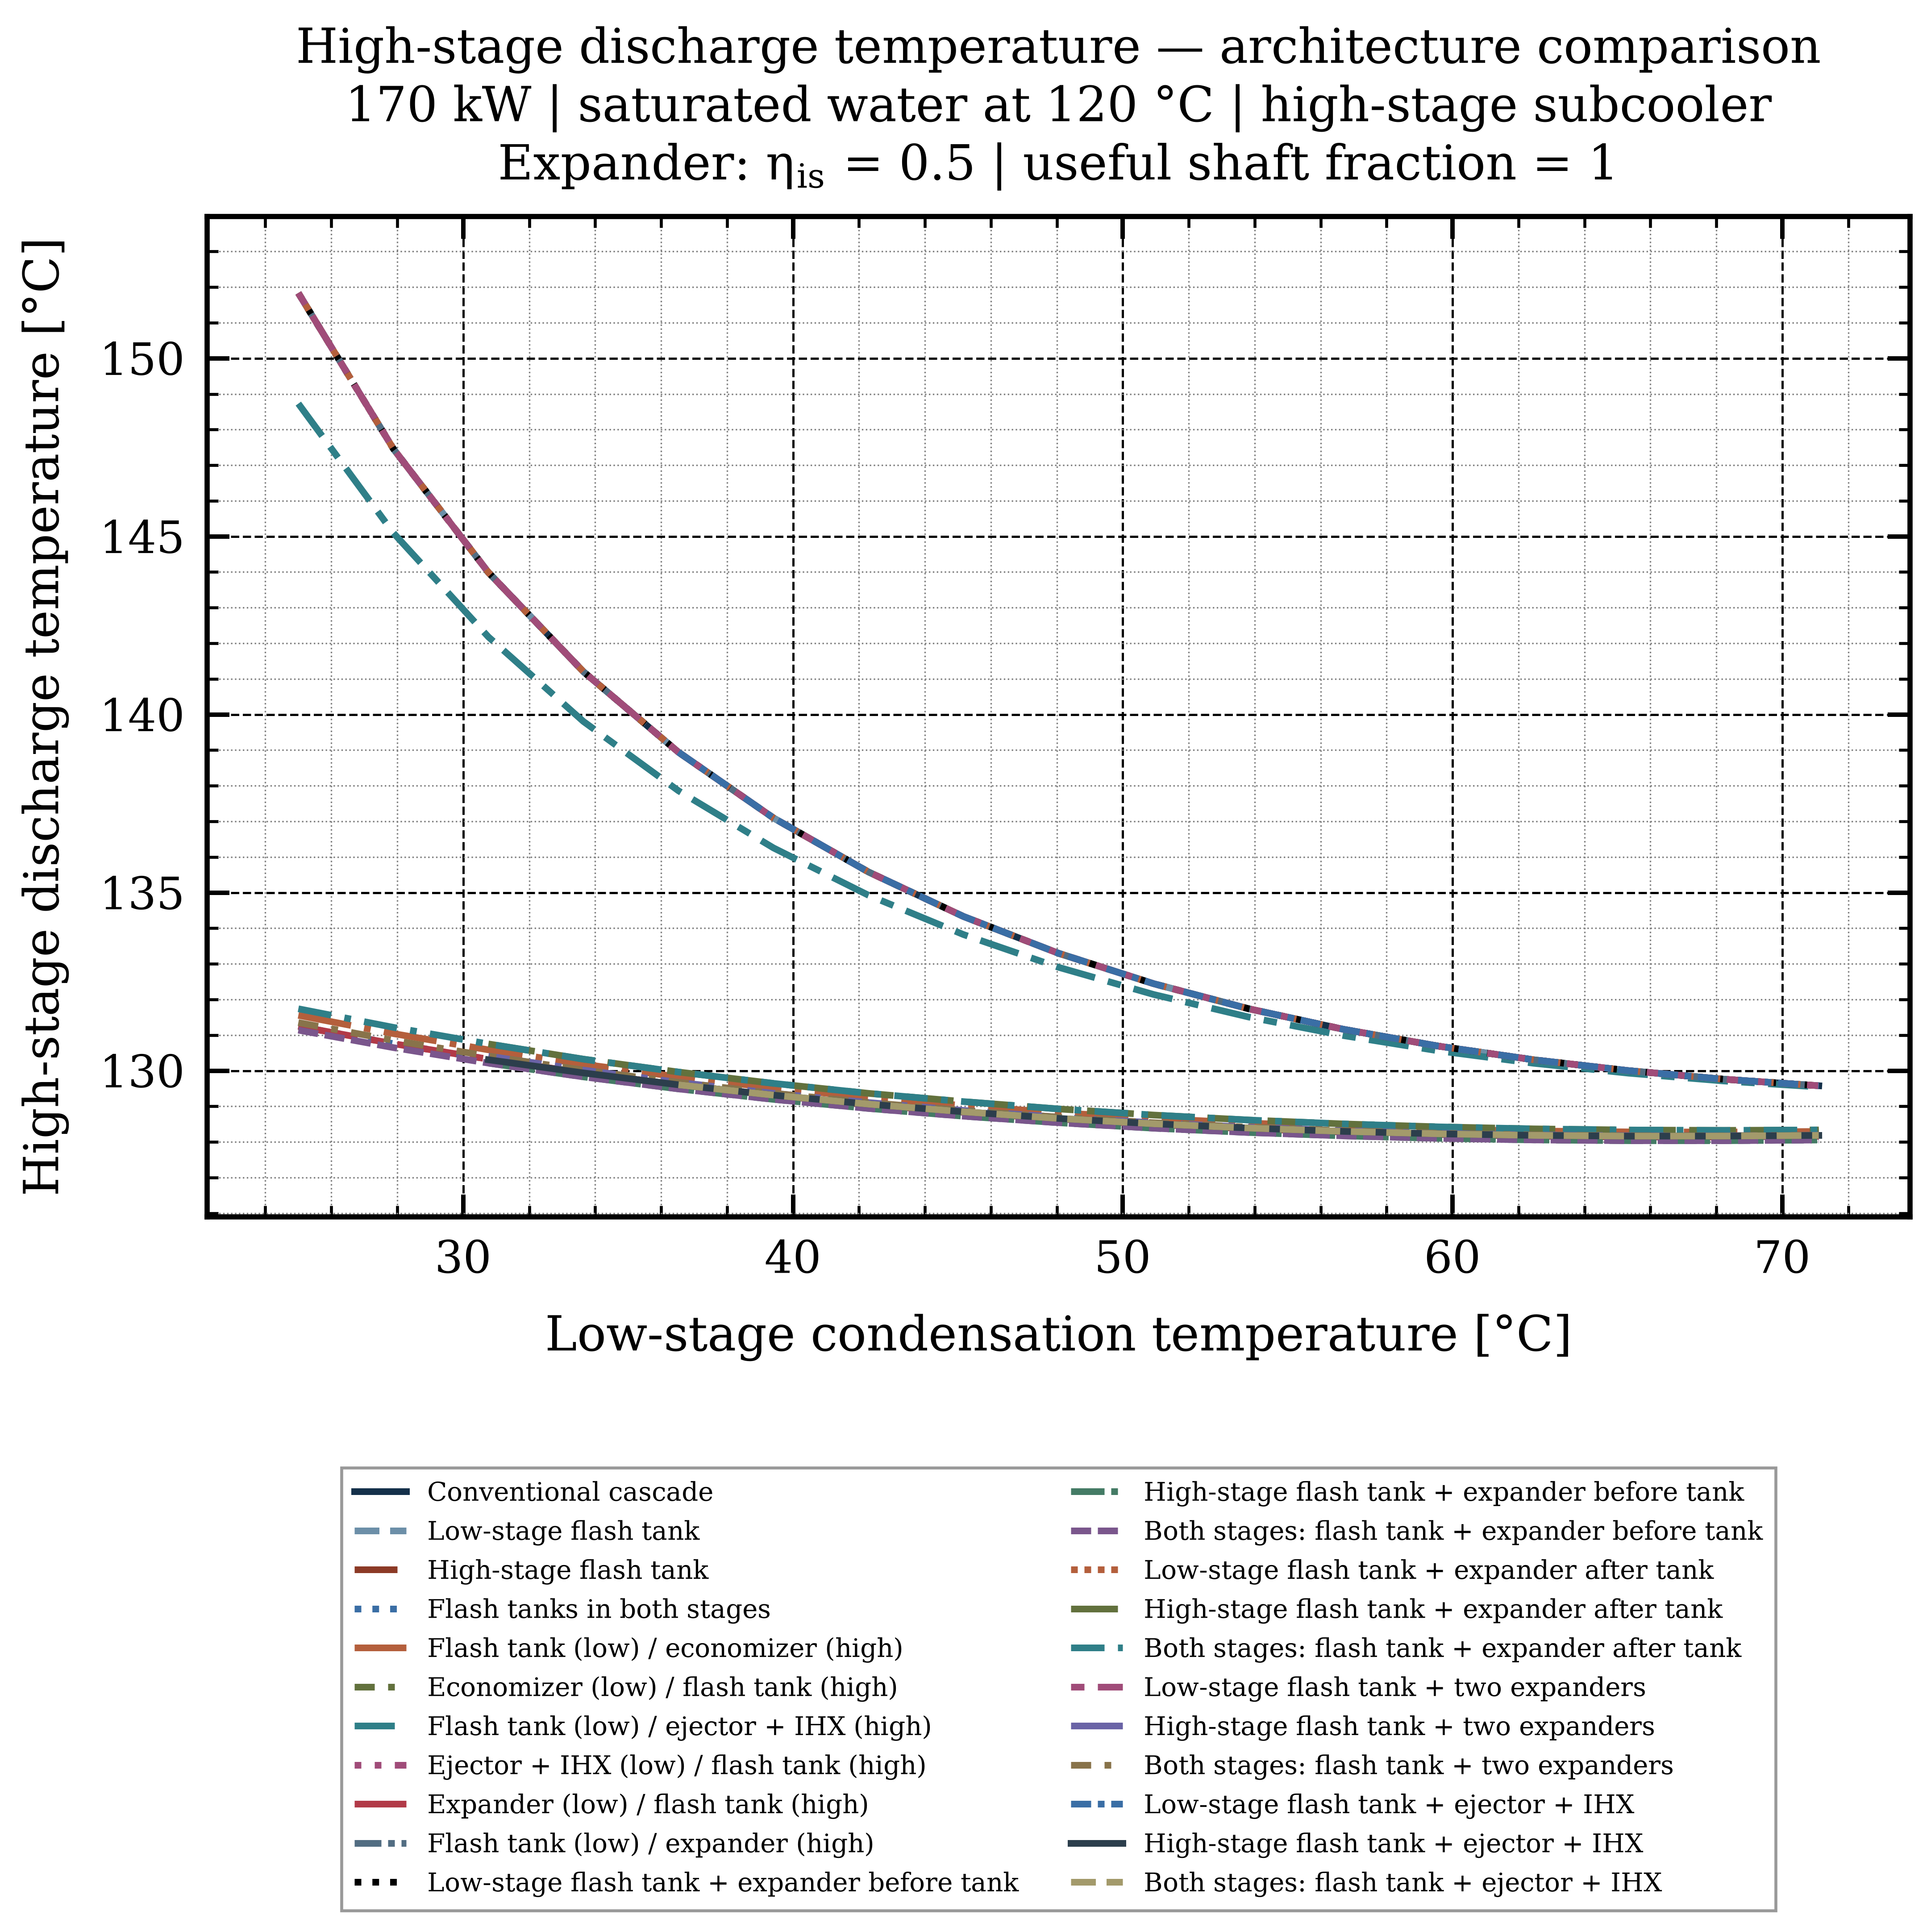 High-stage discharge temperature — architecture comparison
170 kW | saturated water at 120 °C | high-stage subcooler
Expander: ηis = 0.5 | useful shaft fraction = 1
High-stage discharge temperature [°C]
150
145
140
135
130
30 40 50 60 70
Low-stage condensation temperature [°C]
Conventional cascade
Low-stage flash tank
High-stage flash tank
Flash tanks in both stages
Flash tank (low) / economizer (high)
Economizer (low) / flash tank (high)
Flash tank (low) / ejector + IHX (high)
Ejector + IHX (low) / flash tank (high)
Expander (low) / flash tank (high)
Flash tank (low) / expander (high)
Low-stage flash tank + expander before tank
High-stage flash tank + expander before tank
Both stages: flash tank + expander before tank
Low-stage flash tank + expander after tank
High-stage flash tank + expander after tank
Both stages: flash tank + expander after tank
Low-stage flash tank + two expanders
High-stage flash tank + two expanders
Both stages: flash tank + two expanders
Low-stage flash tank + ejector + IHX
High-stage flash tank + ejector + IHX
Both stages: flash tank + ejector + IHX